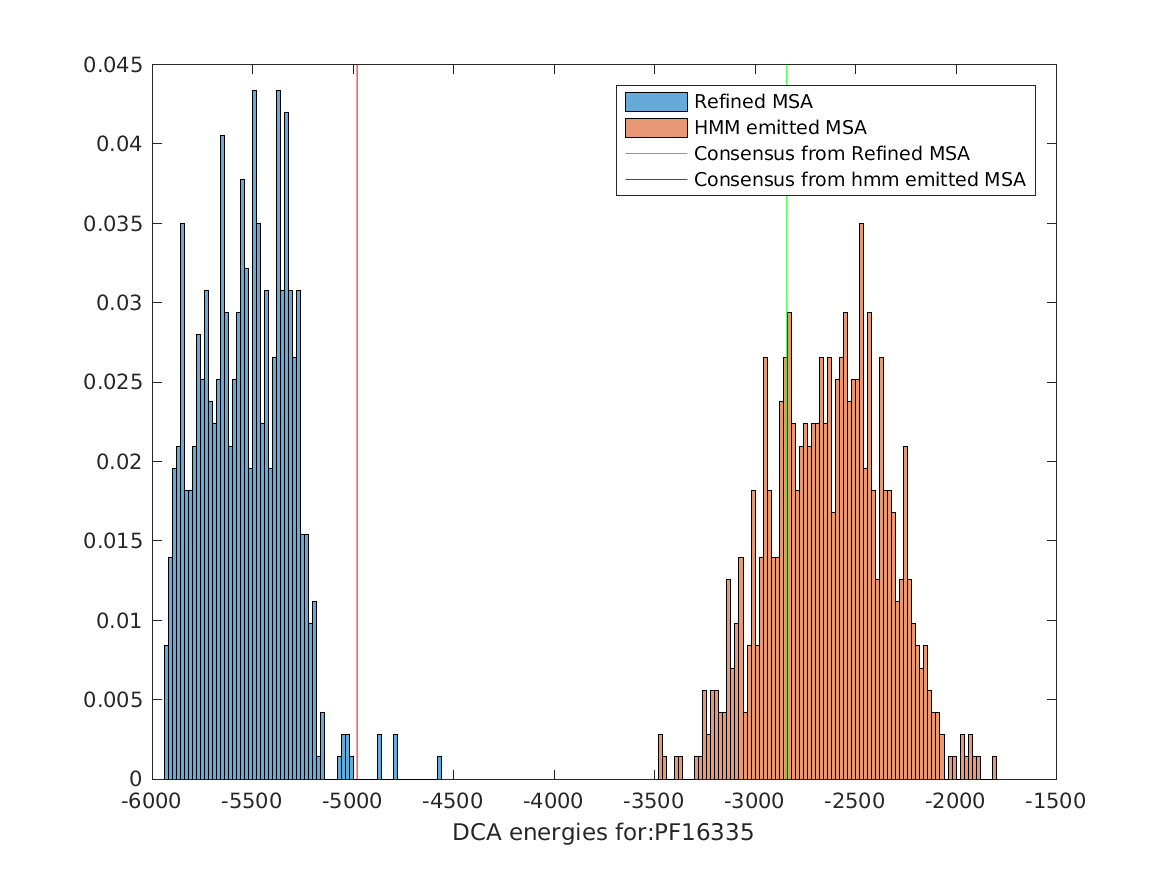 0.045
0.04
0.035
0.03
0.025
0.02
0.015
0.01
0.005
0
Refined MSA
HMM emitted MSA
Consensus from Refined MSA
Consensus from hmm emitted MSA
-6000 -5500 -5000 -4500 -4000 -3500 -3000 -2500 -2000 -1500
DCA energies for:PF16335